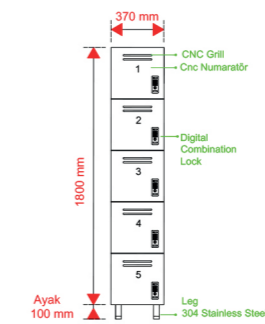 370 mm
CNC Grill
1
Cnc Numaratör
2
Digital
Combination
Lock
3
1800 mm
4
5
Ayak
100 mm
Leg
304 Stainless Stee